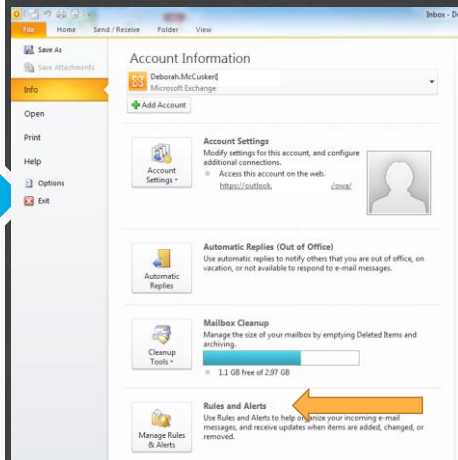 Inbox - De
File Home Send / Receive Folder View
Save As
Save Attachments
Info
Open
Print
Help
Options
Exit
Account Information
Deborah.McCusker
Microsoft Exchange
Add Account
Account Settings
Account Settings
Modify settings for this account, and configure
additional connections.
Access this account on the web.
https://outlook. /owa/
Automatic Replies
Automatic Replies (Out of Office)
Use automatic replies to notify others that you are out of office, on
vacation, or not available to respond to e-mail messages.
Cleanup Tools
Mailbox Cleanup
Manage the size of your mailbox by emptying Deleted Items and
archiving.
1.1 GB free of 2.97 GB
Manage Rules & Alerts
Rules and Alerts
Use Rules and Alerts to help organize your incoming e-mail
messages, and receive updates when items are added, changed, or
removed.